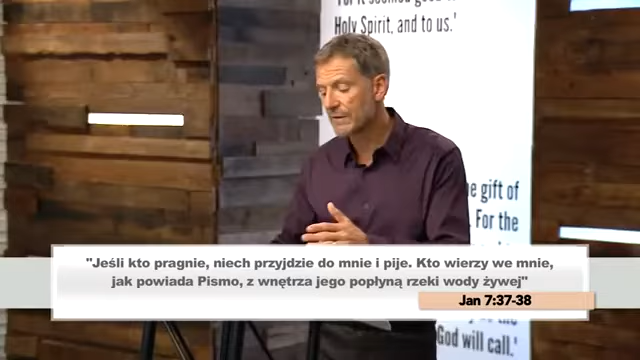 Holy Spirit, and to us.'
gift of
For the
"Jeśli kto pragnie, niech przyjdzie do mnie i pije. Kto wierzy we mnie,
jak powiada Pismo, z wnętrza jego popłyną rzeki wody żywej"
Jan 7:37-38
God will call.'